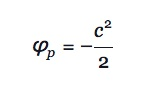 φₚ = −c²/2